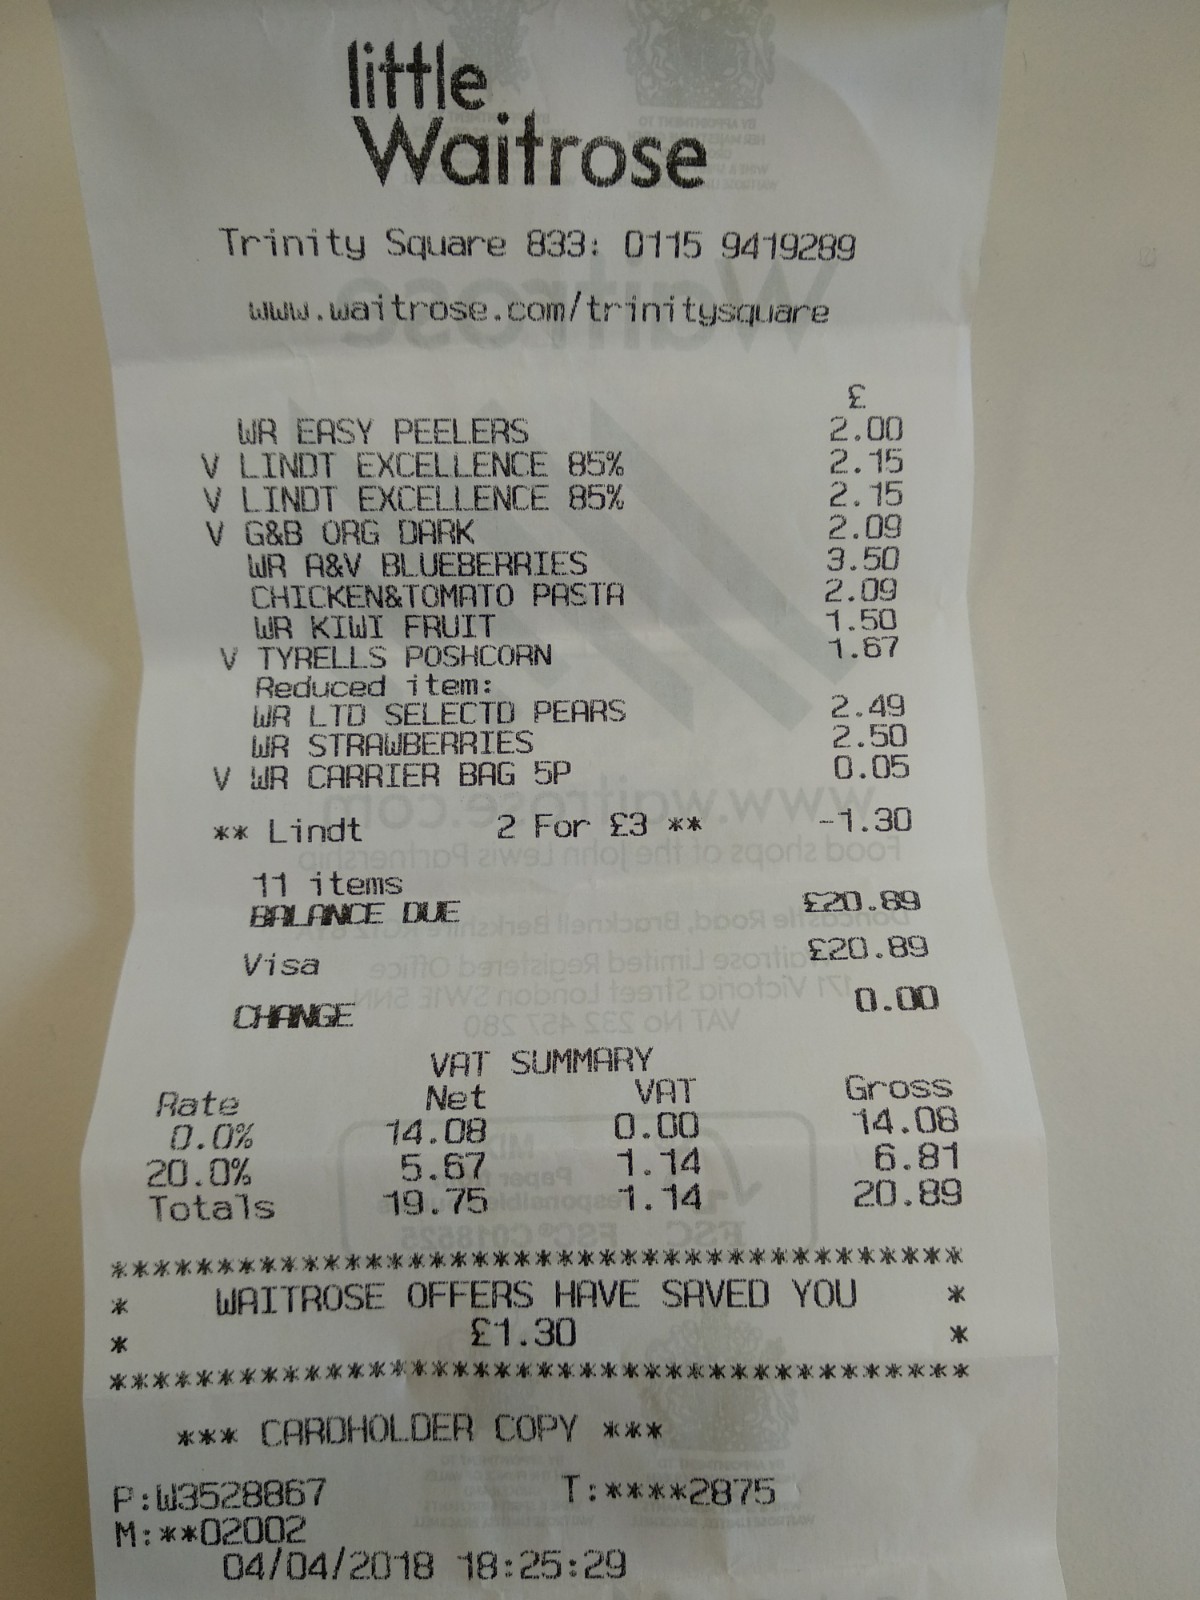 little
Waitrose
Trinity Square 833: 0115 9419289
www.waitrose.com/trinitysquare
£
WR EASY PEELERS 2.00
V LINDT EXCELLENCE 85% 2.15
V LINDT EXCELLENCE 85% 2.15
V G&B ORG DARK 2.09
WR A&V BLUEBERRIES 3.50
CHICKEN&TOMATO PASTA 2.09
WR KIWI FRUIT 1.50
V TYRELLS POSHCORN 1.67
Reduced item:
WR LTD SELECTD PEARS 2.49
WR STRAWBERRIES 2.50
V WR CARRIER BAG 5P 0.05
** Lindt 2 For £3 ** -1.30
11 items
BALANCE DUE £20.89
Visa £20.89
CHANGE 0.00
VAT SUMMARY
Rate Net VAT Gross
0.0% 14.08 0.00 14.08
20.0% 5.67 1.14 6.81
Totals 19.75 1.14 20.89
****************************************
* WAITROSE OFFERS HAVE SAVED YOU *
* £1.30 *
****************************************
*** CARDHOLDER COPY ***
P:W3528867 T:****2875
M:**02002
04/04/2018 18:25:29